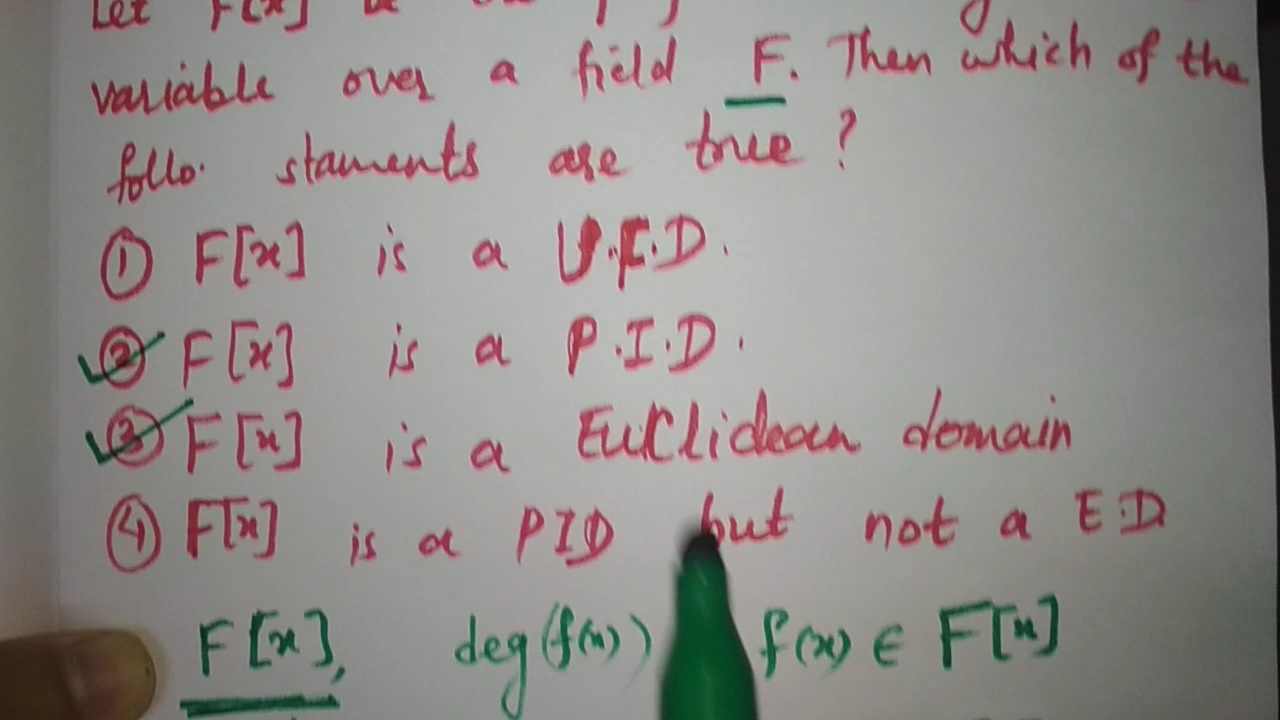 Let F[x]
variable over a field F. Then which of the
follo. staments are true?
① F[x] is a U.F.D.
② F[x] is a P.I.D.
③ F[x] is a Euclidean domain
④ F[x] is a PID but not a E.D
F[x], deg(f(x)) f(x) ∈ F[x]